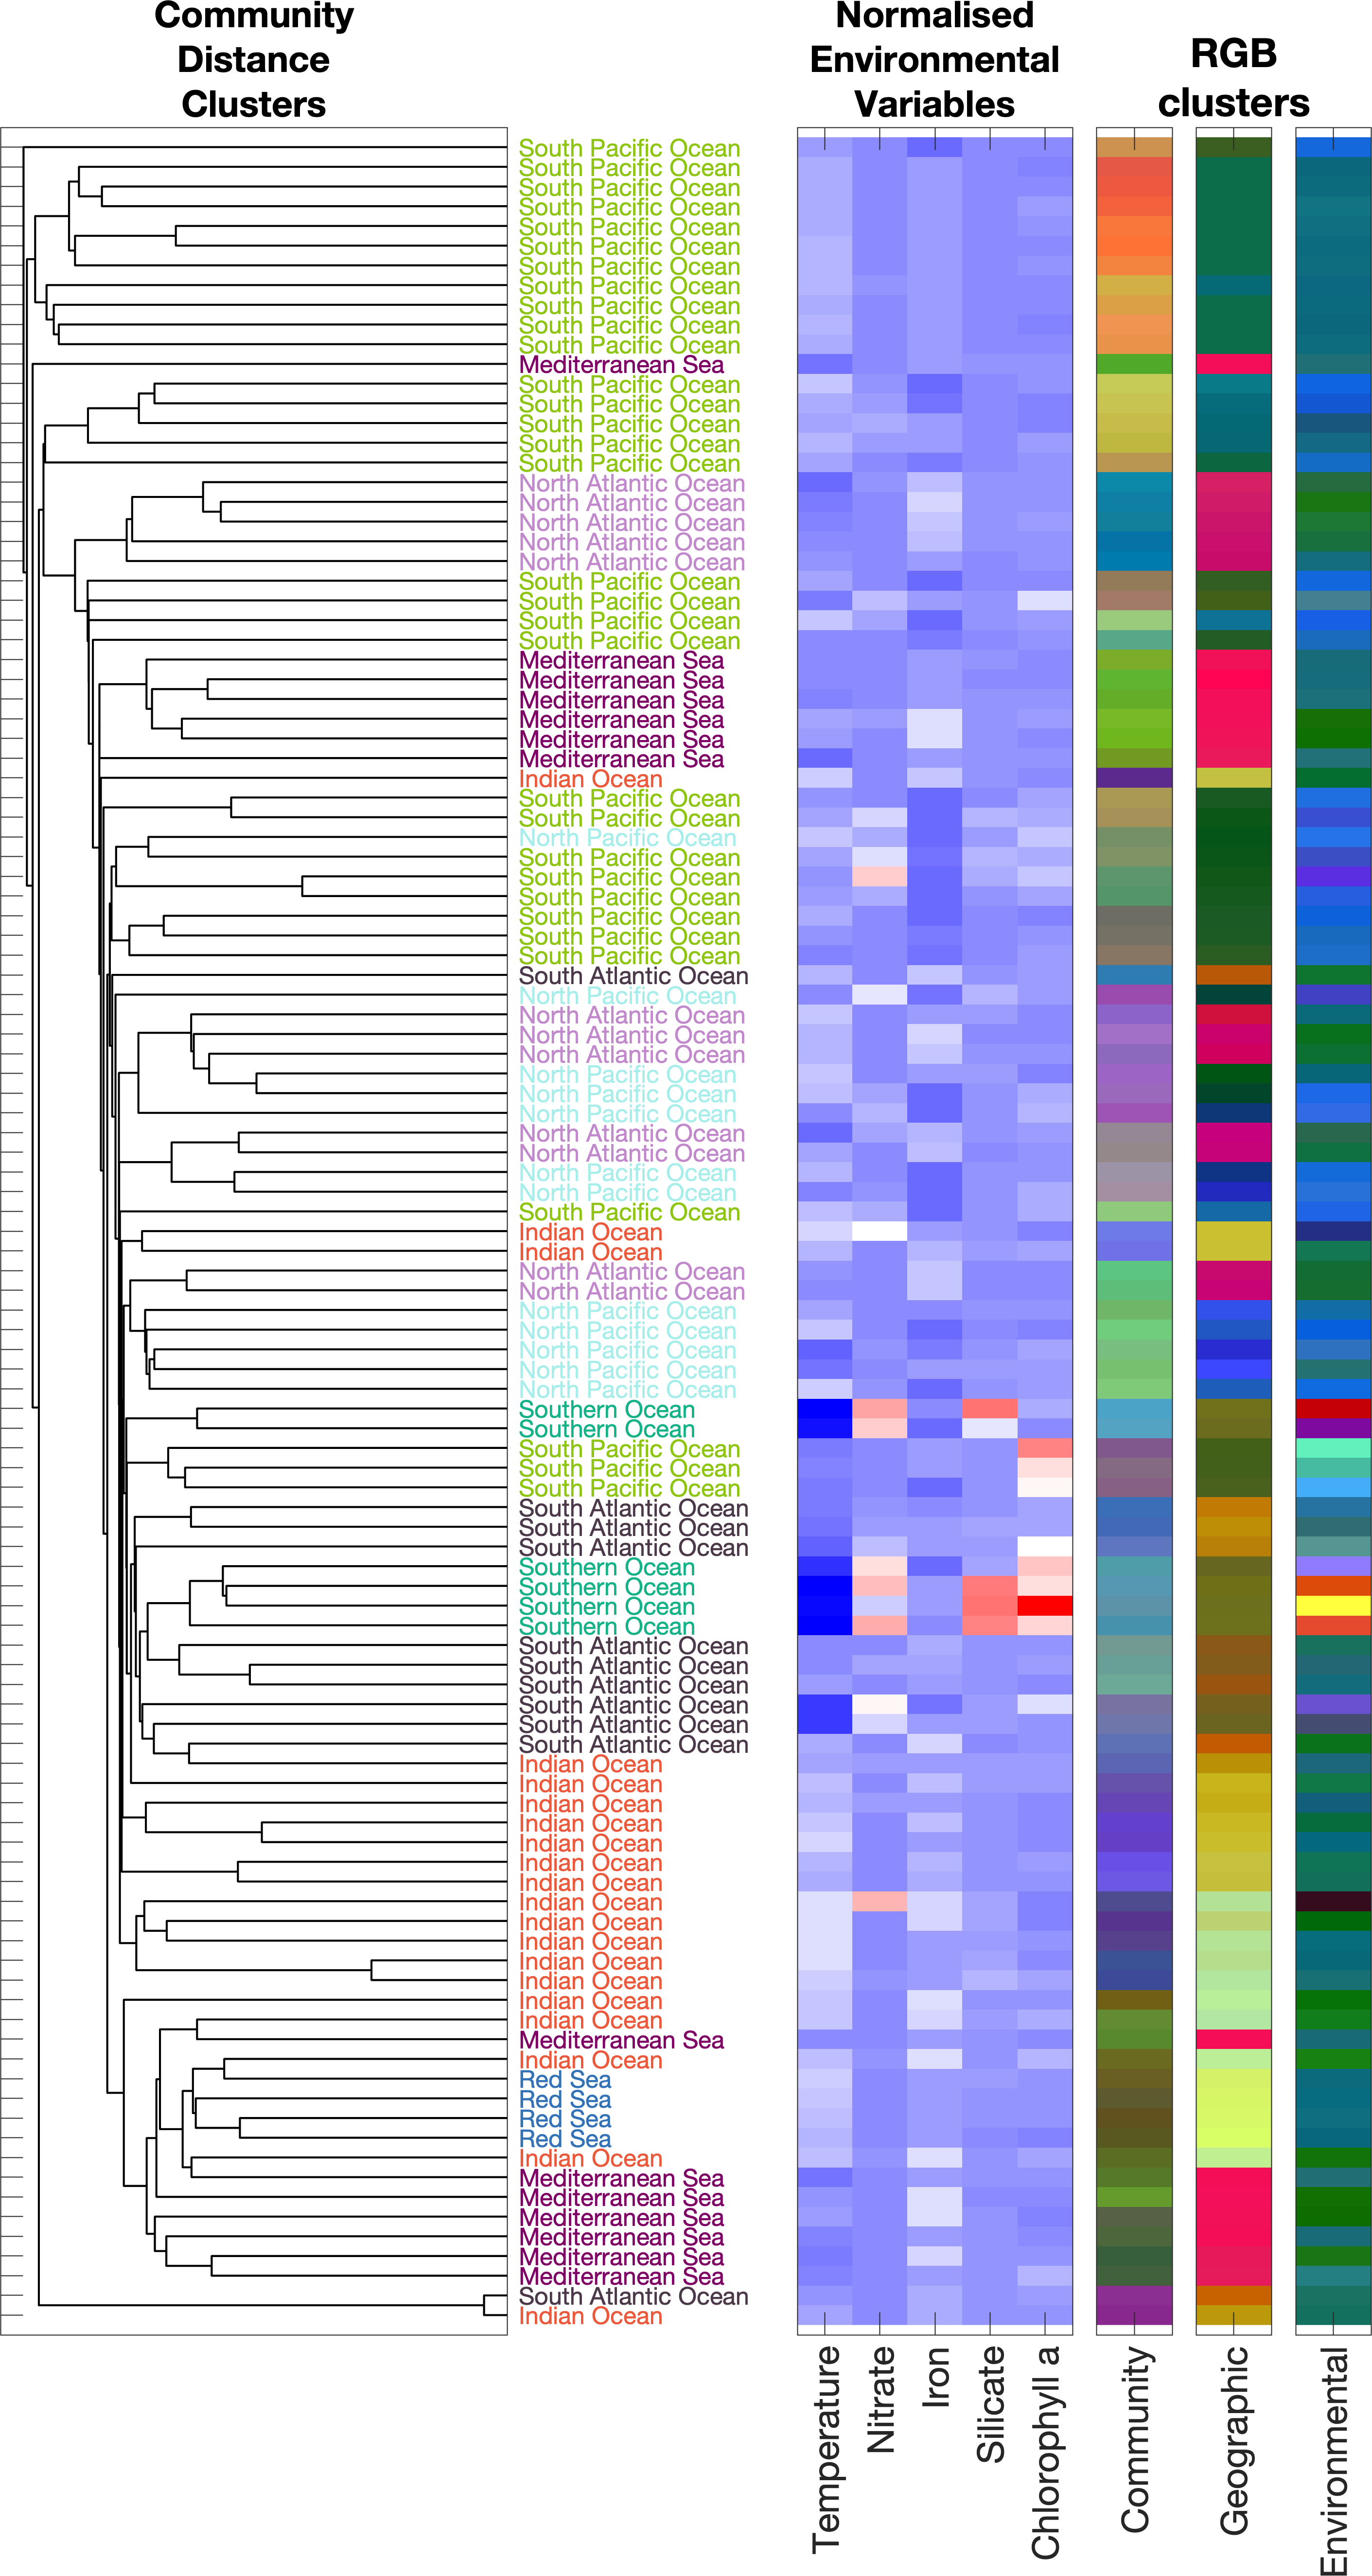 Community
Distance
Clusters
Normalised
Environmental
Variables
RGB
clusters
South Pacific Ocean
South Pacific Ocean
South Pacific Ocean
South Pacific Ocean
South Pacific Ocean
South Pacific Ocean
South Pacific Ocean
South Pacific Ocean
South Pacific Ocean
South Pacific Ocean
South Pacific Ocean
Mediterranean Sea
South Pacific Ocean
South Pacific Ocean
South Pacific Ocean
South Pacific Ocean
South Pacific Ocean
North Atlantic Ocean
North Atlantic Ocean
North Atlantic Ocean
North Atlantic Ocean
North Atlantic Ocean
South Pacific Ocean
South Pacific Ocean
South Pacific Ocean
South Pacific Ocean
Mediterranean Sea
Mediterranean Sea
Mediterranean Sea
Mediterranean Sea
Mediterranean Sea
Mediterranean Sea
Indian Ocean
South Pacific Ocean
South Pacific Ocean
North Pacific Ocean
South Pacific Ocean
South Pacific Ocean
South Pacific Ocean
South Pacific Ocean
South Pacific Ocean
South Pacific Ocean
South Atlantic Ocean
North Pacific Ocean
North Atlantic Ocean
North Atlantic Ocean
North Atlantic Ocean
North Pacific Ocean
North Pacific Ocean
North Pacific Ocean
North Atlantic Ocean
North Atlantic Ocean
North Pacific Ocean
North Pacific Ocean
South Pacific Ocean
Indian Ocean
Indian Ocean
North Atlantic Ocean
North Atlantic Ocean
North Pacific Ocean
North Pacific Ocean
North Pacific Ocean
North Pacific Ocean
North Pacific Ocean
Southern Ocean
Southern Ocean
South Pacific Ocean
South Pacific Ocean
South Pacific Ocean
South Atlantic Ocean
South Atlantic Ocean
South Atlantic Ocean
Southern Ocean
Southern Ocean
Southern Ocean
Southern Ocean
South Atlantic Ocean
South Atlantic Ocean
South Atlantic Ocean
South Atlantic Ocean
South Atlantic Ocean
South Atlantic Ocean
Indian Ocean
Indian Ocean
Indian Ocean
Indian Ocean
Indian Ocean
Indian Ocean
Indian Ocean
Indian Ocean
Indian Ocean
Indian Ocean
Indian Ocean
Indian Ocean
Indian Ocean
Indian Ocean
Mediterranean Sea
Indian Ocean
Red Sea
Red Sea
Red Sea
Red Sea
Indian Ocean
Mediterranean Sea
Mediterranean Sea
Mediterranean Sea
Mediterranean Sea
Mediterranean Sea
Mediterranean Sea
South Atlantic Ocean
Indian Ocean
Temperature
Nitrate
Iron
Silicate
Chlorophyll a
Community
Geographic
Environmental